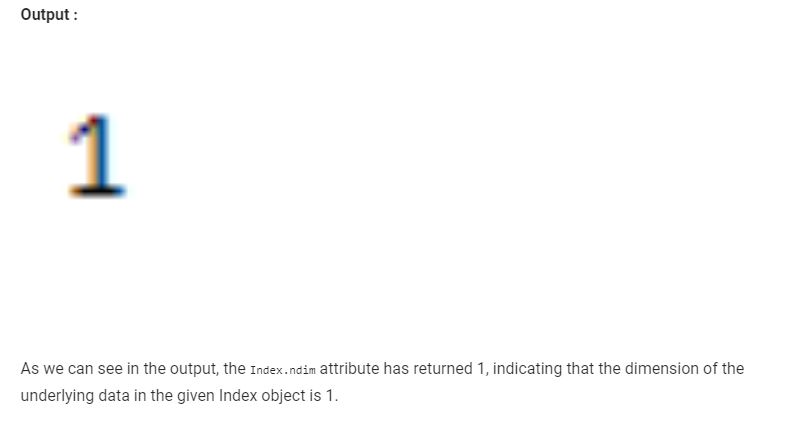 Output :
1
As we can see in the output, the Index.ndim attribute has returned 1, indicating that the dimension of the
underlying data in the given Index object is 1.